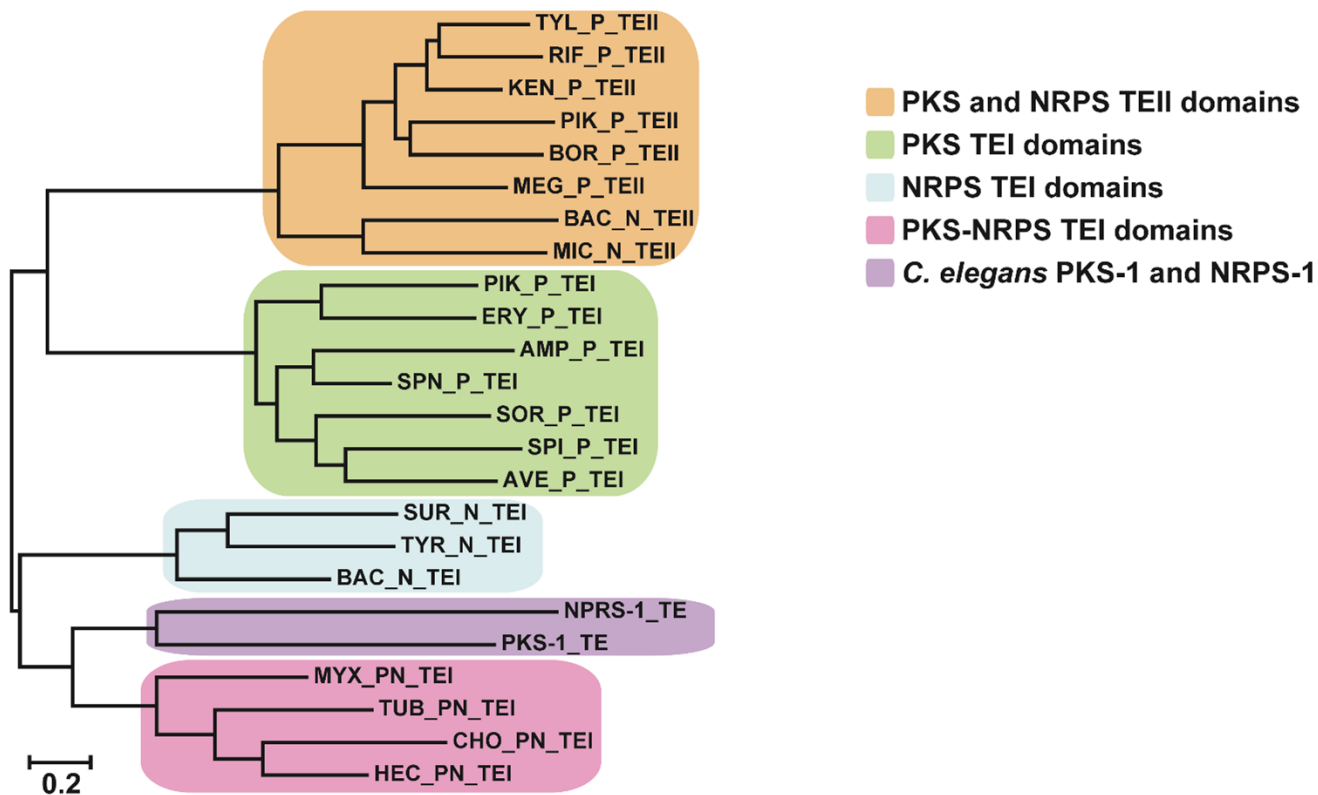 TYL_P_TEII
RIF_P_TEII
KEN_P_TEII
PIK_P_TEII
BOR_P_TEII
MEG_P_TEII
BAC_N_TEII
MIC_N_TEII
PIK_P_TEI
ERY_P_TEI
AMP_P_TEI
SPN_P_TEI
SOR_P_TEI
SPI_P_TEI
AVE_P_TEI
SUR_N_TEI
TYR_N_TEI
BAC_N_TEI
NPRS-1_TE
PKS-1_TE
MYX_PN_TEI
TUB_PN_TEI
CHO_PN_TEI
HEC_PN_TEI
0.2
PKS and NRPS TEII domains
PKS TEI domains
NRPS TEI domains
PKS-NRPS TEI domains
C. elegans PKS-1 and NRPS-1